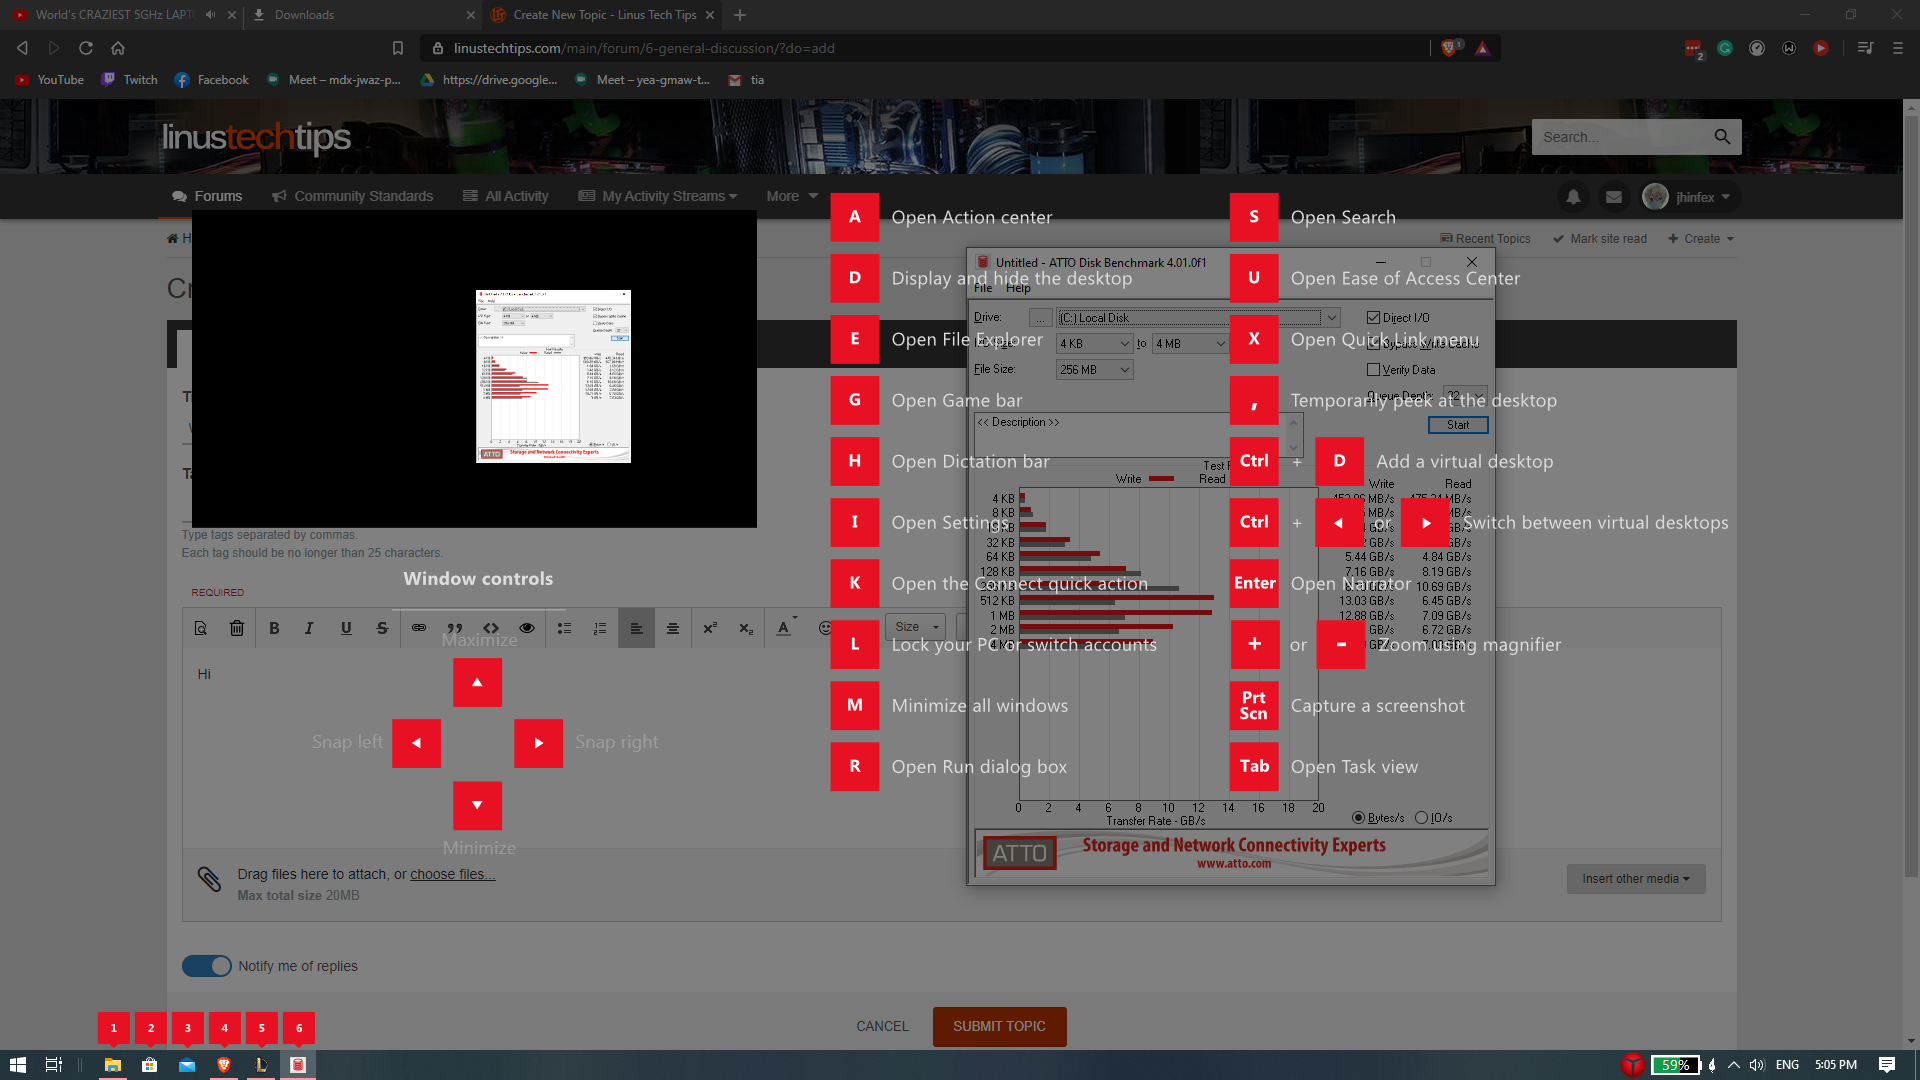 World's CRAZIEST 5GHz LAPT
Downloads
Create New Topic - Linus Tech Tips
linustechtips.com/main/forum/6-general-discussion/?do=add
1
2
YouTube
Twitch
Facebook
Meet – mdx-jwaz-p...
https://drive.google...
Meet – yea-gmaw-t...
tia
linustechtips
Search...
Forums
Community Standards
All Activity
My Activity Streams
More
jhinfex
H
Recent Topics
Mark site read
Create
Cr
A Open Action center
D Display and hide the desktop
E Open File Explorer
G Open Game bar
H Open Dictation bar
I Open Settings
K Open the Connect quick action
L Lock your PC or switch accounts
M Minimize all windows
R Open Run dialog box
S Open Search
U Open Ease of Access Center
X Open Quick Link menu
, Temporarily peek at the desktop
Ctrl + D Add a virtual desktop
Ctrl + ◄ or ► Switch between virtual desktops
Enter Open Narrator
+ or - Zoom using magnifier
Prt Scn Capture a screenshot
Tab Open Task view
Untitled - ATTO Disk Benchmark 4.01.0f1
File Help
Drive: ... (C:) Local Disk
4 KB to 4 MB
File Size: 256 MB
Direct I/O
Bypass Write Cache
Verify Data
Queue Depth: 32
<< Description >>
Start
Write Read
Write Read
4 KB
8 KB
32 KB
64 KB 5.44 GB/s 4.84 GB/s
128 KB 7.16 GB/s 8.19 GB/s
10.69 GB/s
512 KB 13.03 GB/s 6.45 GB/s
1 MB 12.88 GB/s 7.09 GB/s
2 MB 6.72 GB/s
0 2 4 6 8 10 12 14 16 18 20
Transfer Rate - GB/s
Bytes/s IO/s
ATTO
Storage and Network Connectivity Experts
www.atto.com
Type tags separated by commas.
Each tag should be no longer than 25 characters.
REQUIRED
Window controls
Maximize
Snap left
Snap right
Minimize
Size
Hi
Drag files here to attach, or choose files...
Max total size 20MB
Insert other media
Notify me of replies
CANCEL
SUBMIT TOPIC
1 2 3 4 5 6
59%
ENG
5:05 PM